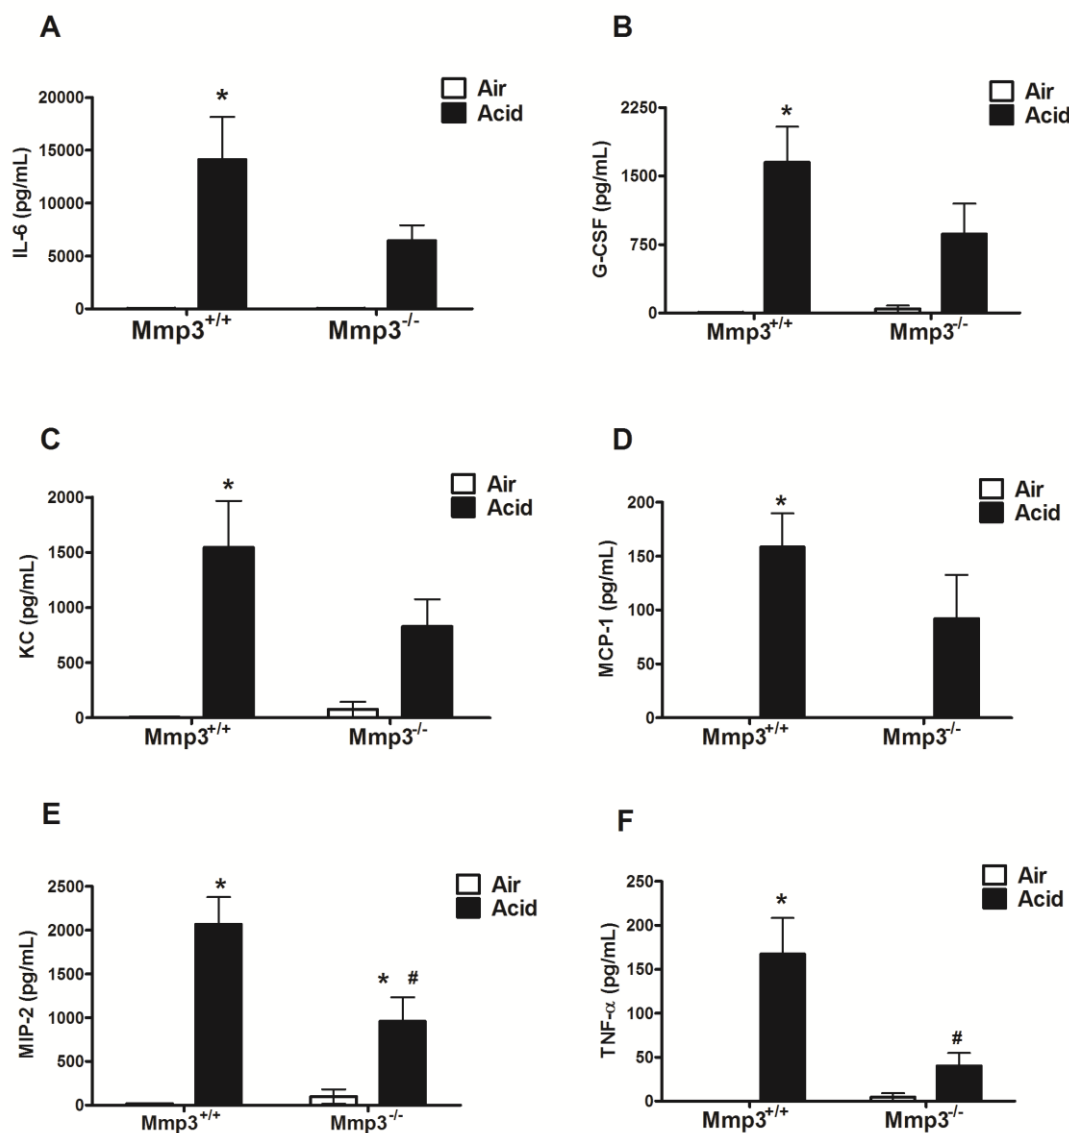 A
Air
Acid
IL-6 (pg/mL)
20000
15000
10000
5000
0
*
Mmp3+/+
Mmp3-/-
B
Air
Acid
G-CSF (pg/mL)
2250
1500
750
0
*
Mmp3+/+
Mmp3-/-
C
Air
Acid
KC (pg/mL)
2000
1500
1000
500
0
*
Mmp3+/+
Mmp3-/-
D
Air
Acid
MCP-1 (pg/mL)
200
150
100
50
0
*
Mmp3+/+
Mmp3-/-
E
Air
Acid
MIP-2 (pg/mL)
2500
2000
1500
1000
500
0
*
* #
Mmp3+/+
Mmp3-/-
F
Air
Acid
TNF-α (pg/mL)
250
200
150
100
50
0
*
#
Mmp3+/+
Mmp3-/-